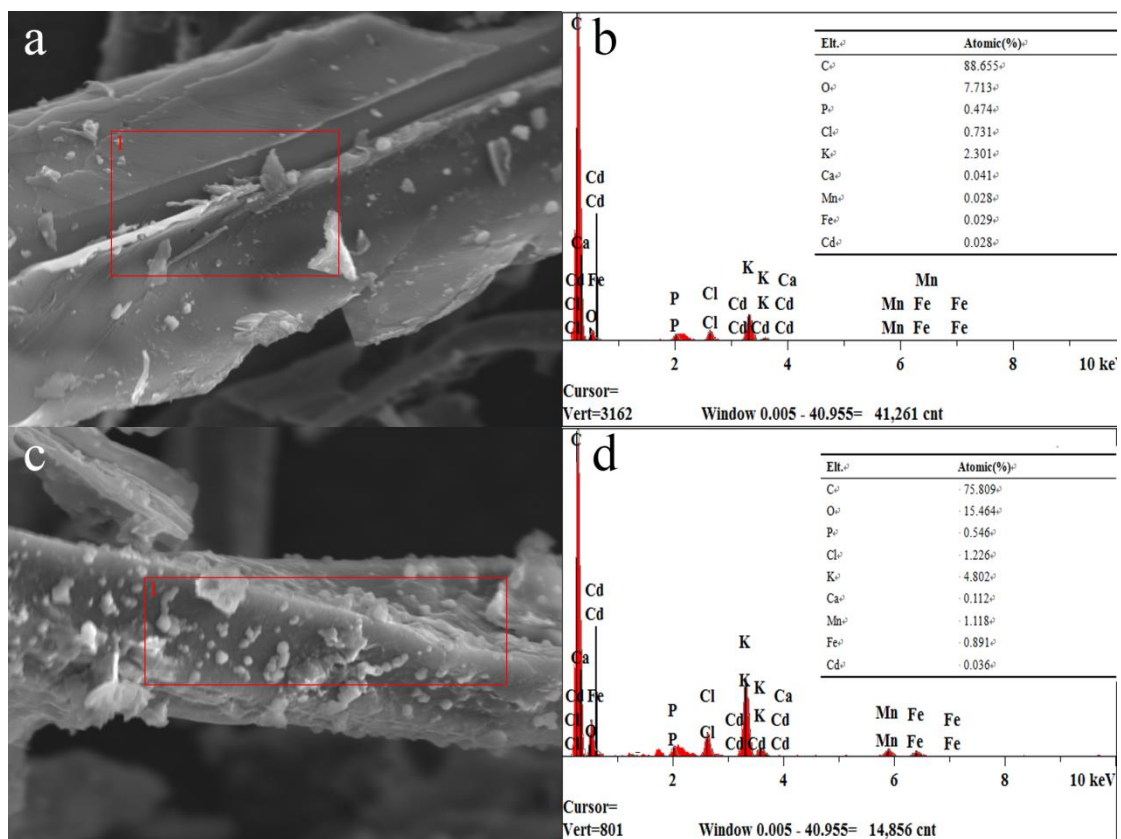 a
1
b
C
Elt.↵ Atomic(%)↵
C↵ 88.655↵
O↵ 7.713↵
P↵ 0.474↵
Cl↵ 0.731↵
K↵ 2.301↵
Ca↵ 0.041↵
Mn↵ 0.028↵
Fe↵ 0.029↵
Cd↵ 0.028↵
Cd
Cd
Ca K K Ca Mn
Cd Fe P Cl Cd K Cd Mn Fe Fe
Cl
Cl O P Cl Cd Cd Cd Mn Fe Fe
2 4 6 8 10 keV
Cursor=
Vert=3162 Window 0.005 - 40.955= 41,261 cnt
c
1
d
C
Elt.↵ Atomic(%)↵
C↵ 75.809↵
O↵ 15.464↵
P↵ 0.546↵
Cl↵ 1.226↵
K↵ 4.802↵
Ca↵ 0.112↵
Mn↵ 1.118↵
Fe↵ 0.891↵
Cd↵ 0.036↵
Cd
Cd
K
Ca
Cd Fe Cl K K Ca
Cl P Cd K Cd Mn Fe Fe
Cl O P Cl Cd Cd Cd Mn Fe Fe
2 4 6 8 10 keV
Cursor=
Vert=801 Window 0.005 - 40.955= 14,856 cnt